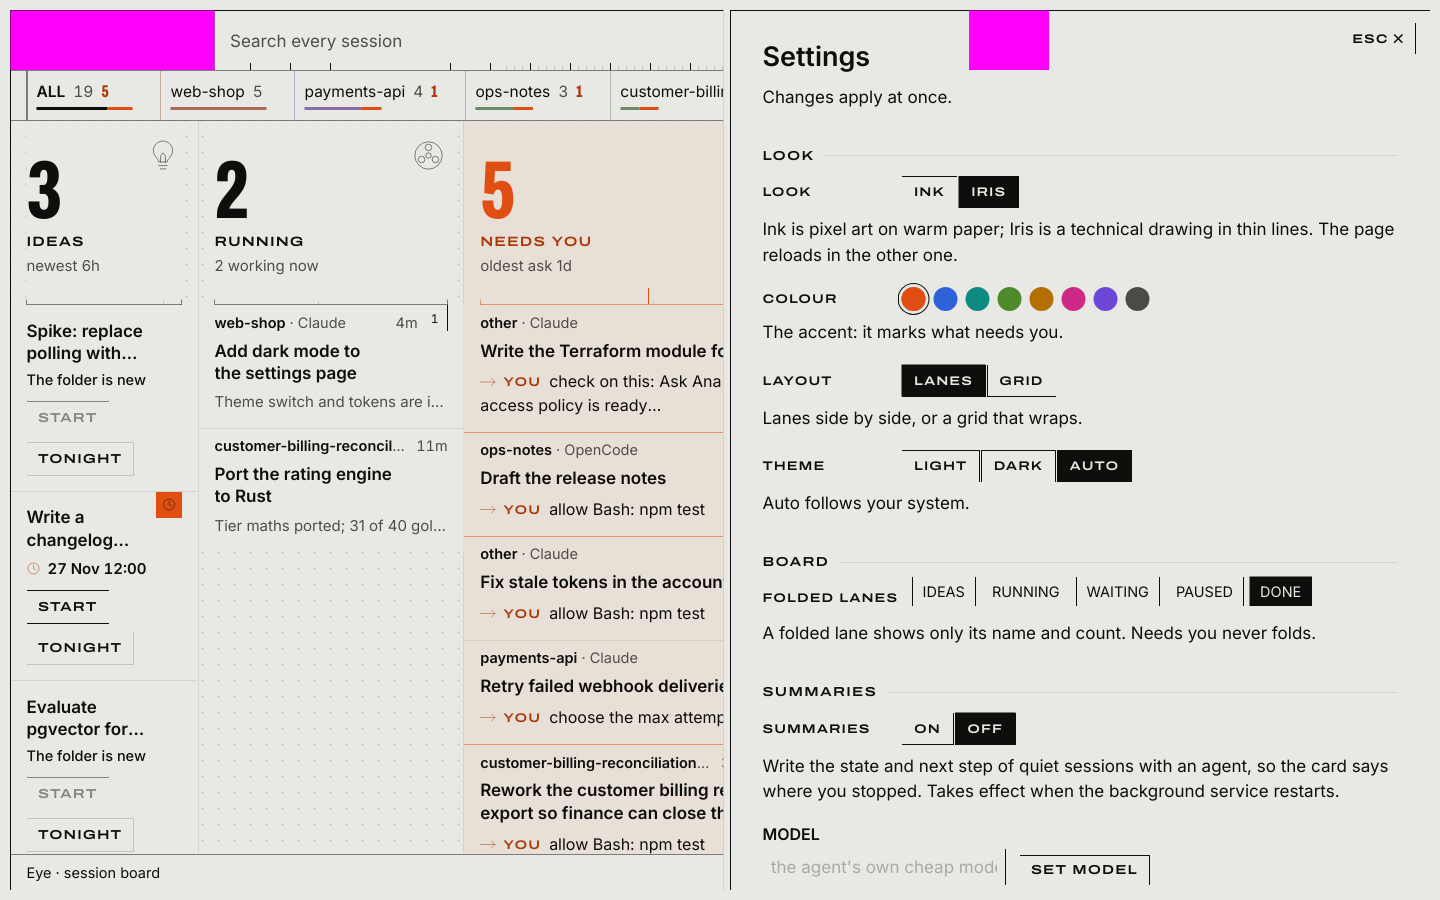 Search every session
ALL 19 5
web-shop 5
payments-api 4 1
ops-notes 3 1
customer-billin
3
IDEAS
newest 6h
Spike: replace
polling with...
The folder is new
START
TONIGHT
Write a
changelog...
27 Nov 12:00
START
TONIGHT
Evaluate
pgvector for...
The folder is new
START
TONIGHT
2
RUNNING
2 working now
web-shop · Claude 4m 1
Add dark mode to
the settings page
Theme switch and tokens are i...
customer-billing-reconcil... 11m
Port the rating engine
to Rust
Tier maths ported; 31 of 40 gol...
5
NEEDS YOU
oldest ask 1d
other · Claude
Write the Terraform module fo
→ YOU check on this: Ask Ana
access policy is ready...
ops-notes · OpenCode
Draft the release notes
→ YOU allow Bash: npm test
other · Claude
Fix stale tokens in the accoun
→ YOU allow Bash: npm test
payments-api · Claude
Retry failed webhook deliverie
→ YOU choose the max attemp
customer-billing-reconciliation...
Rework the customer billing re
export so finance can close th
→ YOU allow Bash: npm test
Eye · session board
Settings
ESC ×
Changes apply at once.
LOOK
LOOK INK IRIS
Ink is pixel art on warm paper; Iris is a technical drawing in thin lines. The page
reloads in the other one.
COLOUR
The accent: it marks what needs you.
LAYOUT LANES GRID
Lanes side by side, or a grid that wraps.
THEME LIGHT DARK AUTO
Auto follows your system.
BOARD
FOLDED LANES IDEAS RUNNING WAITING PAUSED DONE
A folded lane shows only its name and count. Needs you never folds.
SUMMARIES
SUMMARIES ON OFF
Write the state and next step of quiet sessions with an agent, so the card says
where you stopped. Takes effect when the background service restarts.
MODEL
the agent's own cheap mode
SET MODEL